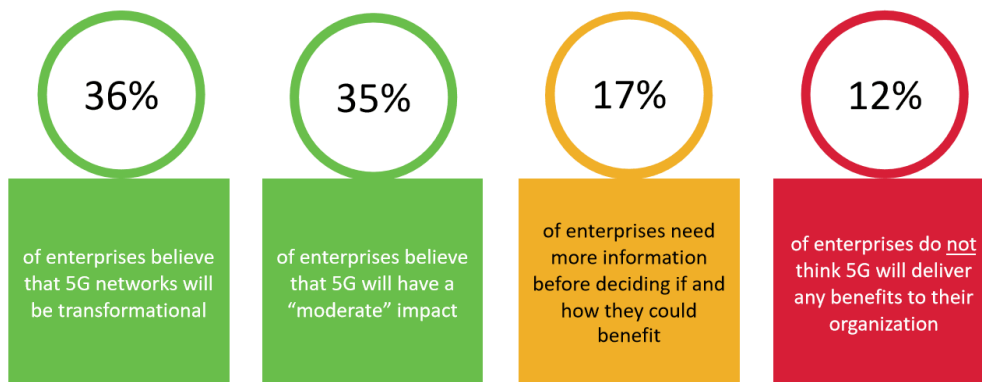 36%
35%
17%
12%
of enterprises believe
that 5G networks will
be transformational
of enterprises believe
that 5G will have a
“moderate” impact
of enterprises need
more information
before deciding if and
how they could
benefit
of enterprises do not
think 5G will deliver
any benefits to their
organization